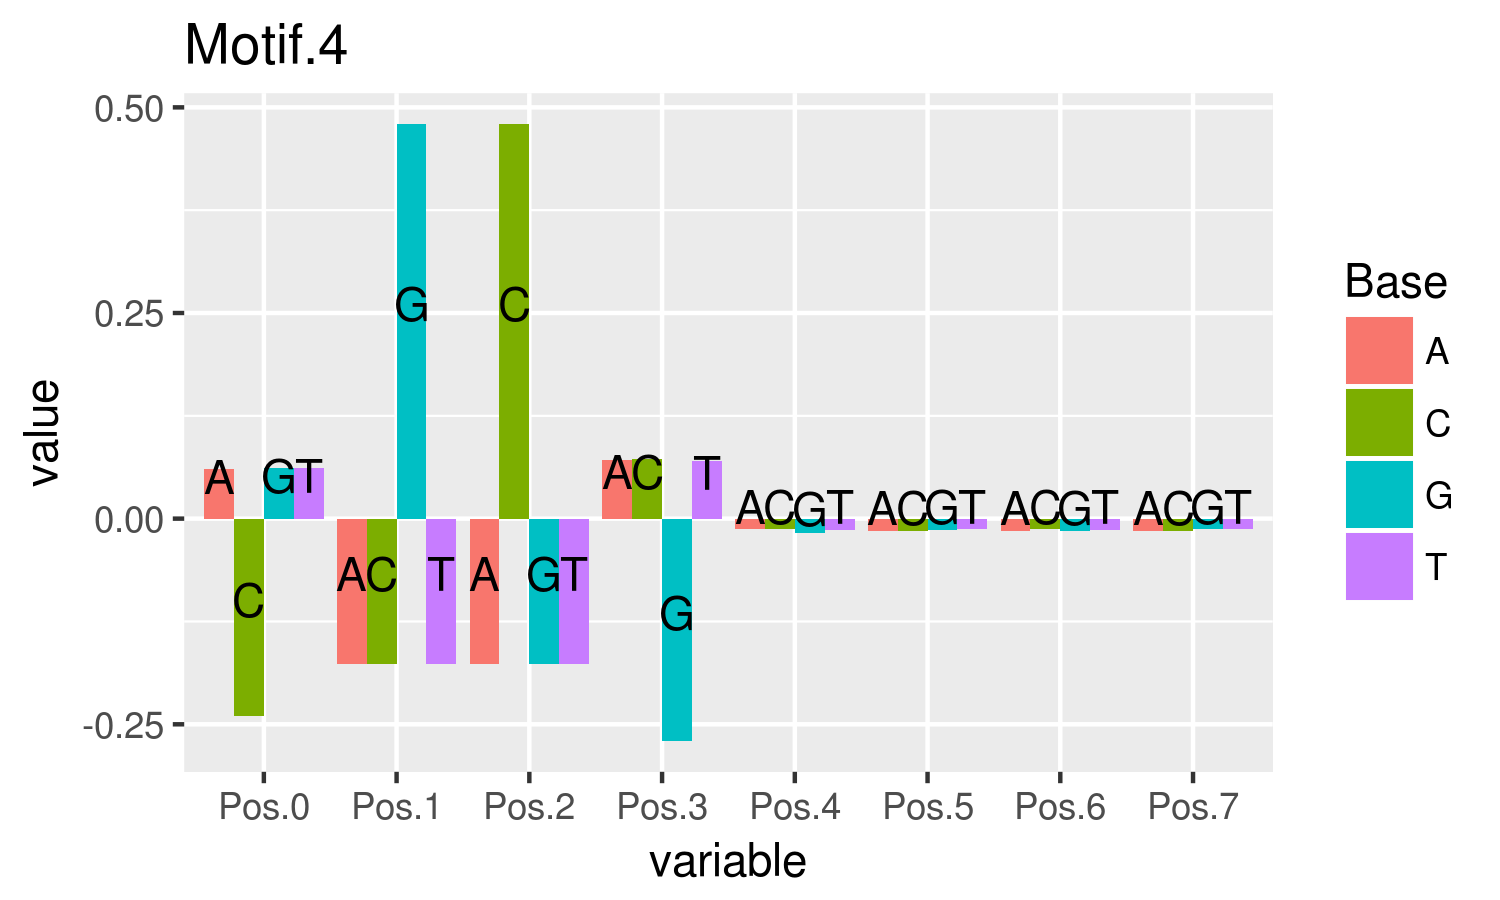 Motif.4
0.50
0.25
0.00
-0.25
value
A C G T
A C G T
A C G T
A C G T
A C G T
A C G T
A C G T
A C G T
Pos.0 Pos.1 Pos.2 Pos.3 Pos.4 Pos.5 Pos.6 Pos.7
variable
Base
A
C
G
T